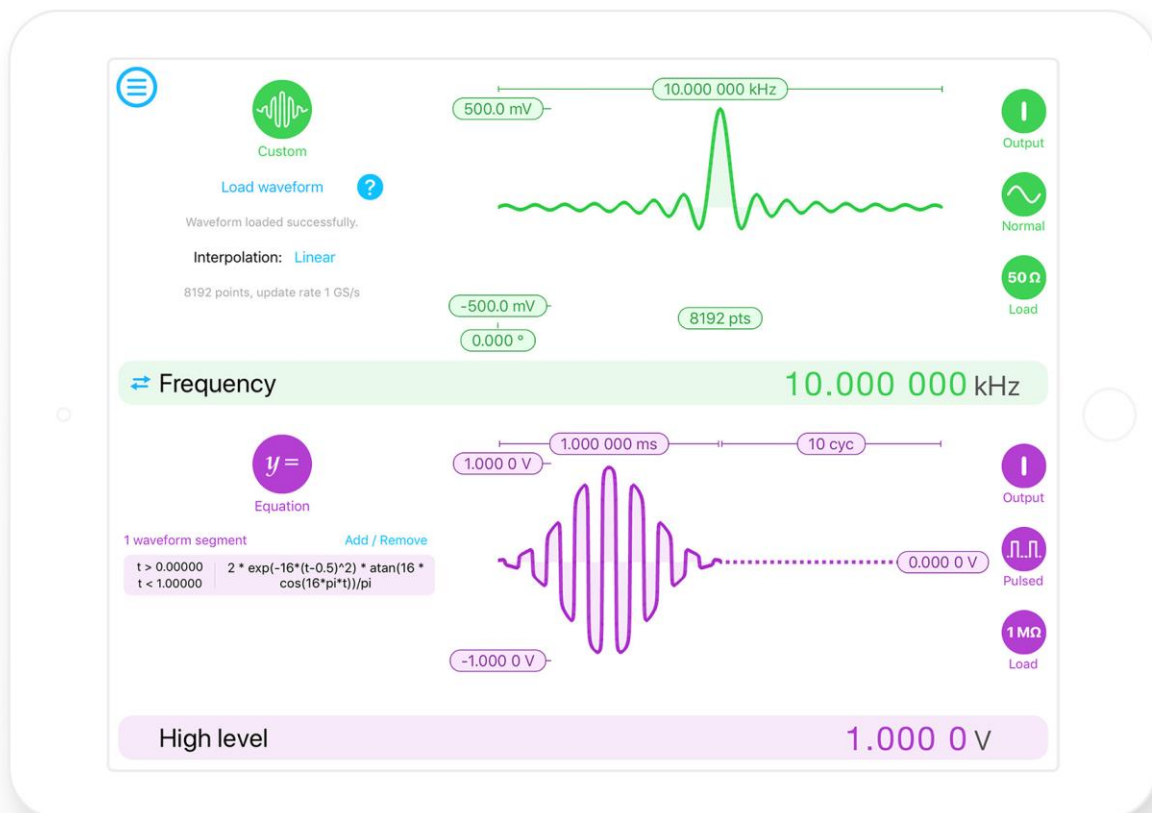 Custom
Load waveform ?
Waveform loaded successfully.
Interpolation: Linear
8192 points, update rate 1 GS/s
10.000 000 kHz
500.0 mV
-500.0 mV
0.000 °
8192 pts
Output
Normal
50 Ω
Load
Frequency 10.000 000 kHz
y =
Equation
1 waveform segment Add / Remove
t > 0.00000
t < 1.00000
2 * exp(-16*(t-0.5)^2) * atan(16 *
cos(16*pi*t))/pi
1.000 000 ms 10 cyc
1.000 0 V
0.000 0 V
-1.000 0 V
Output
Pulsed
1 MΩ
Load
High level 1.000 0 V